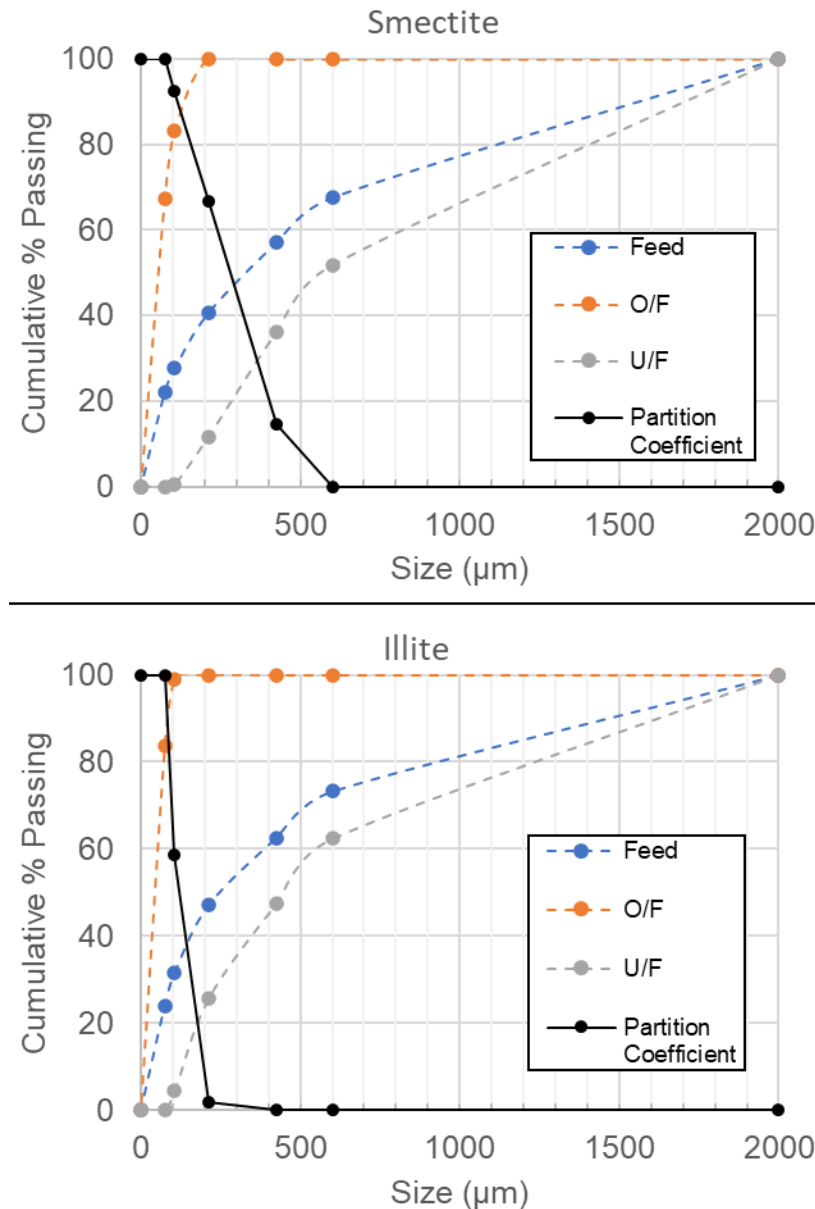 Smectite
100
80
60
40
20
0
Cumulative % Passing
Feed
O/F
U/F
Partition
Coefficient
0 500 1000 1500 2000
Size (µm)
Illite
100
80
60
40
20
0
Cumulative % Passing
Feed
O/F
U/F
Partition
Coefficient
0 500 1000 1500 2000
Size (µm)